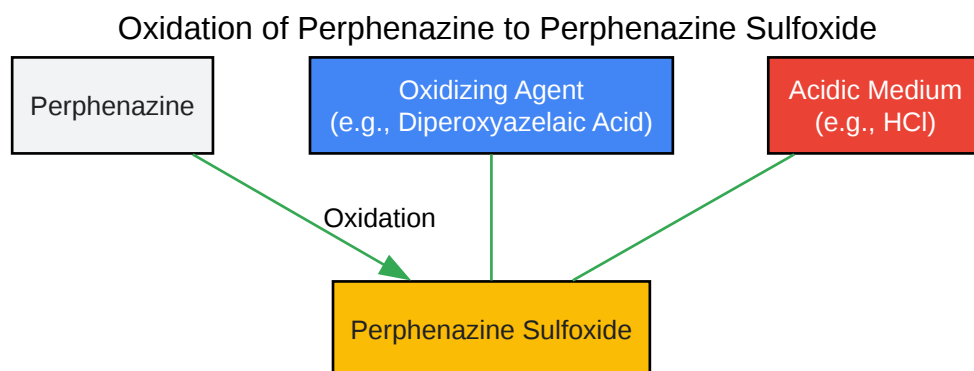 Oxidation of Perphenazine to Perphenazine Sulfoxide
Perphenazine
Oxidizing Agent
(e.g., Diperoxyazelaic Acid)
Acidic Medium
(e.g., HCl)
Oxidation
Perphenazine Sulfoxide